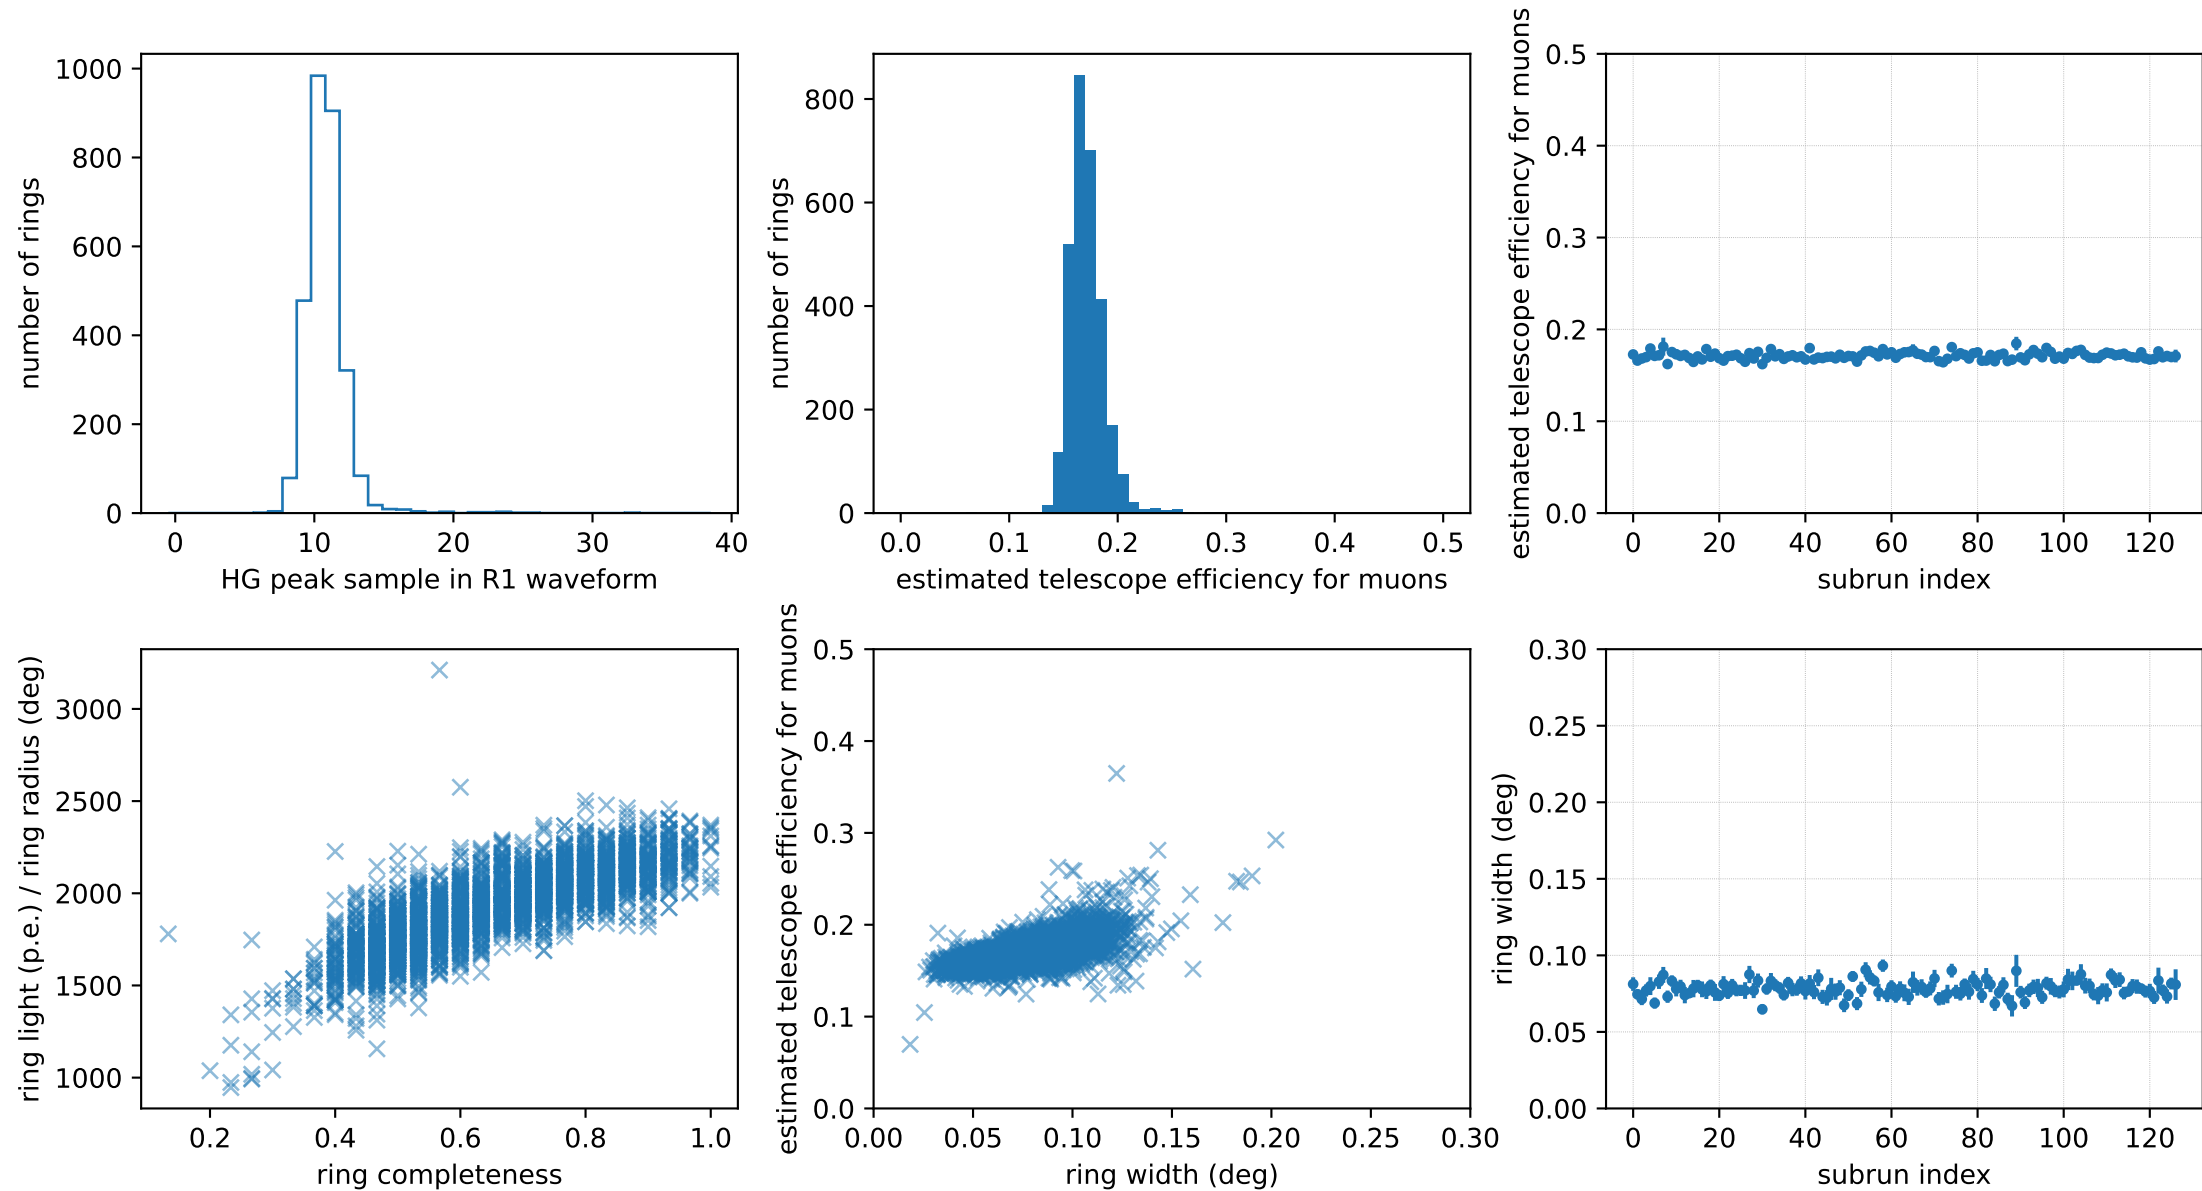 number of rings
1000
800
600
400
200
0
0 10 20 30 40
HG peak sample in R1 waveform
number of rings
800
600
400
200
0
0.0 0.1 0.2 0.3 0.4 0.5
estimated telescope efficiency for muons
estimated telescope efficiency for muons
0.5
0.4
0.3
0.2
0.1
0.0
0 20 40 60 80 100 120
subrun index
ring light (p.e.) / ring radius (deg)
3000
2500
2000
1500
1000
0.2 0.4 0.6 0.8 1.0
ring completeness
estimated telescope efficiency for muons
0.5
0.4
0.3
0.2
0.1
0.0
0.00 0.05 0.10 0.15 0.20 0.25 0.30
ring width (deg)
ring width (deg)
0.30
0.25
0.20
0.15
0.10
0.05
0.00
0 20 40 60 80 100 120
subrun index